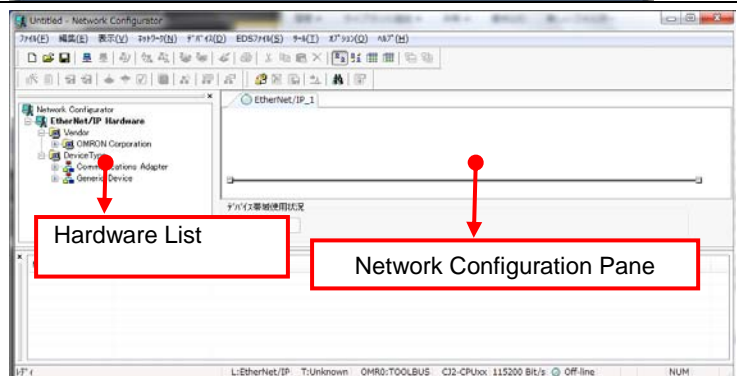 Untitled - Network Configurator
ﾌｧｲﾙ(F) 編集(E) 表示(V) ﾈｯﾄﾜｰｸ(N) ﾃﾞﾊﾞｲｽ(D) EDSﾌｧｲﾙ(S) ﾂｰﾙ(T) ｵﾌﾟｼｮﾝ(O) ﾍﾙﾌﾟ(H)
EtherNet/IP_1
Network Configurator
EtherNet/IP Hardware
Vendor
OMRON Corporation
DeviceType
Communications Adapter
Generic Device
ﾃﾞﾊﾞｲｽ帯域使用状況
Hardware List
Network Configuration Pane
ﾚﾃﾞｨ
L:EtherNet/IP T:Unknown OMR0:TOOLBUS CJ2-CPUxx 115200 Bit/s Off-line NUM